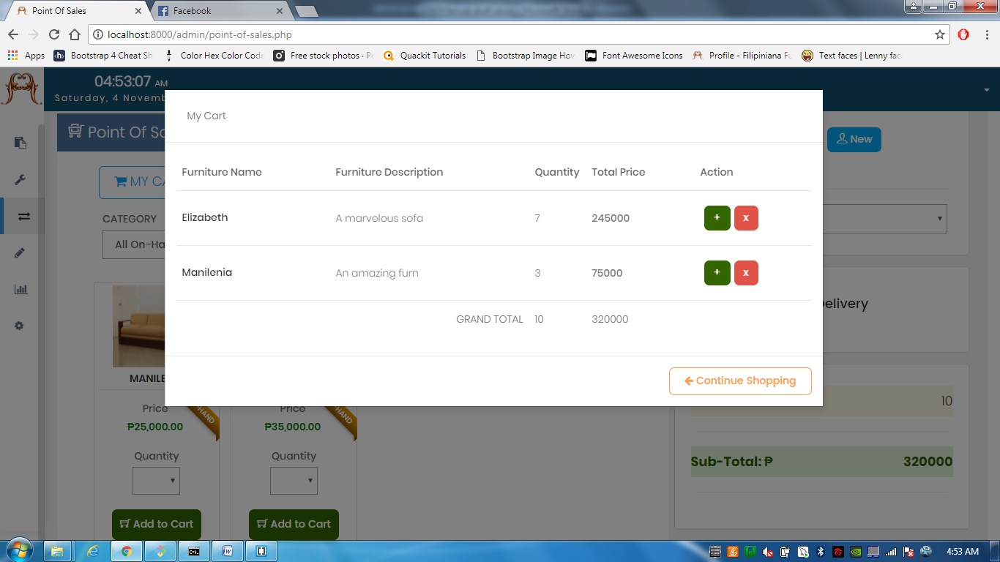 Point Of Sales
Facebook
localhost:8000/admin/point-of-sales.php
Apps
Bootstrap 4 Cheat Sh
Color Hex Color Code
Free stock photos · Pe
Quackit Tutorials
Bootstrap Image Hov
Font Awesome Icons
Profile - Filipiniana Fu
Text faces | Lenny fac
04:53:07 AM
Saturday, 4 Novemb
My Cart
Point Of Sa
New
Furniture Name Furniture Description Quantity Total Price Action
MY CA
CATEGORY
All On-Ha
Elizabeth A marvelous sofa 7 245000 + x
Manilenia An amazing furn 3 75000 + x
GRAND TOTAL 10 320000
Delivery
Continue Shopping
MANILE
10
Price
₱25,000.00
HAND
Quantity
Add to Cart
Price
₱35,000.00
HAND
Quantity
Add to Cart
Sub-Total: ₱ 320000
4:53 AM